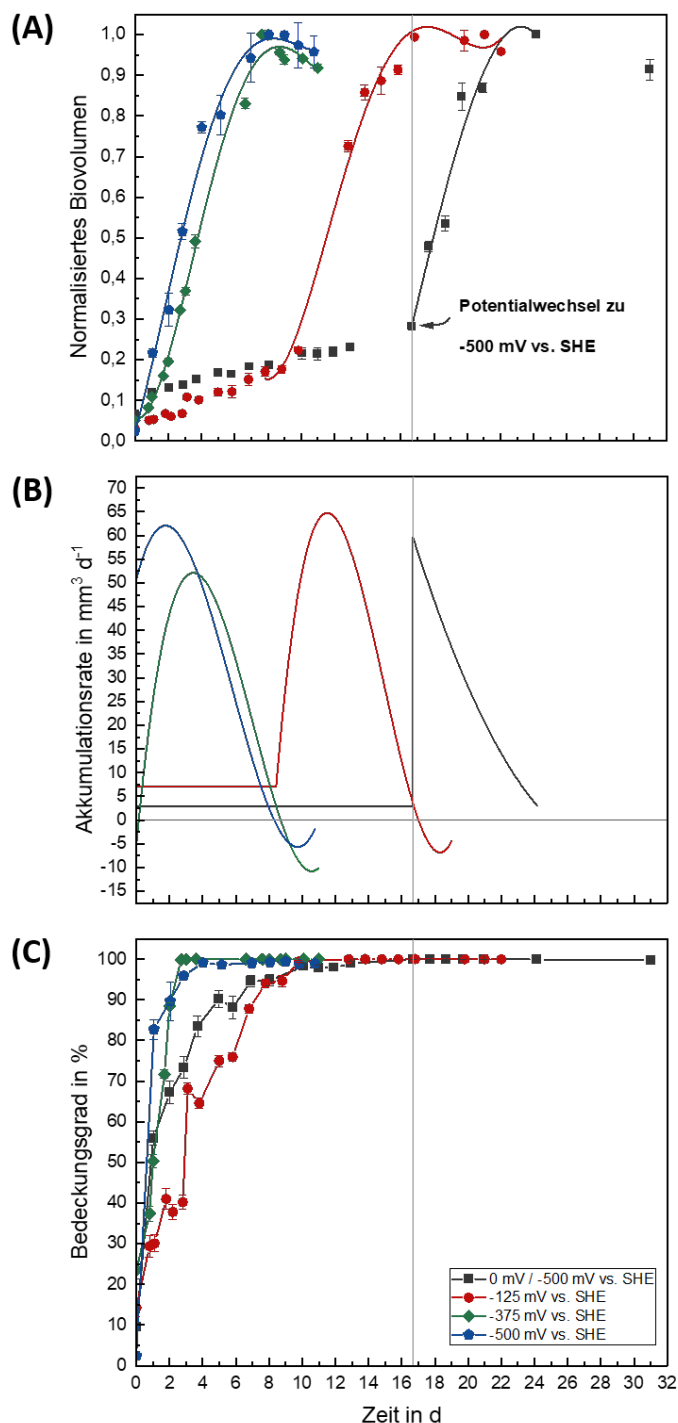 (A)
Normalisiertes Biovolumen
1,0
0,9
0,8
0,7
0,6
0,5
0,4
0,3
0,2
0,1
0,0
Potentialwechsel zu
-500 mV vs. SHE
(B)
Akkumulationsrate in mm³ d⁻¹
70
65
60
55
50
45
40
35
30
25
20
15
10
5
0
-5
-10
-15
(C)
Bedeckungsgrad in %
100
90
80
70
60
50
40
30
20
10
0
0 mV / -500 mV vs. SHE
-125 mV vs. SHE
-375 mV vs. SHE
-500 mV vs. SHE
0 2 4 6 8 10 12 14 16 18 20 22 24 26 28 30 32
Zeit in d